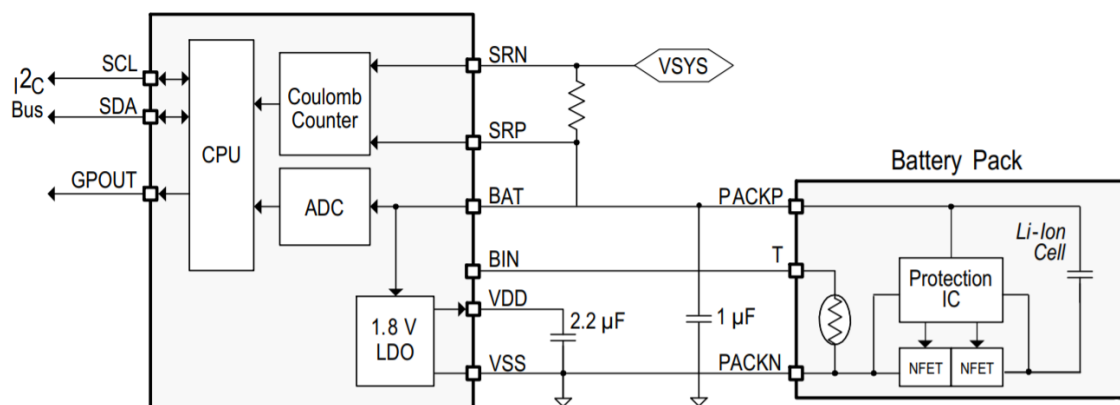 SCL
I2C
Bus
SDA
GPOUT
CPU
Coulomb
Counter
ADC
1.8 V
LDO
SRN
SRP
BAT
BIN
VDD
VSS
VSYS
2.2 µF
1 µF
Battery Pack
PACKP
T
PACKN
Li-Ion
Cell
Protection
IC
NFET
NFET